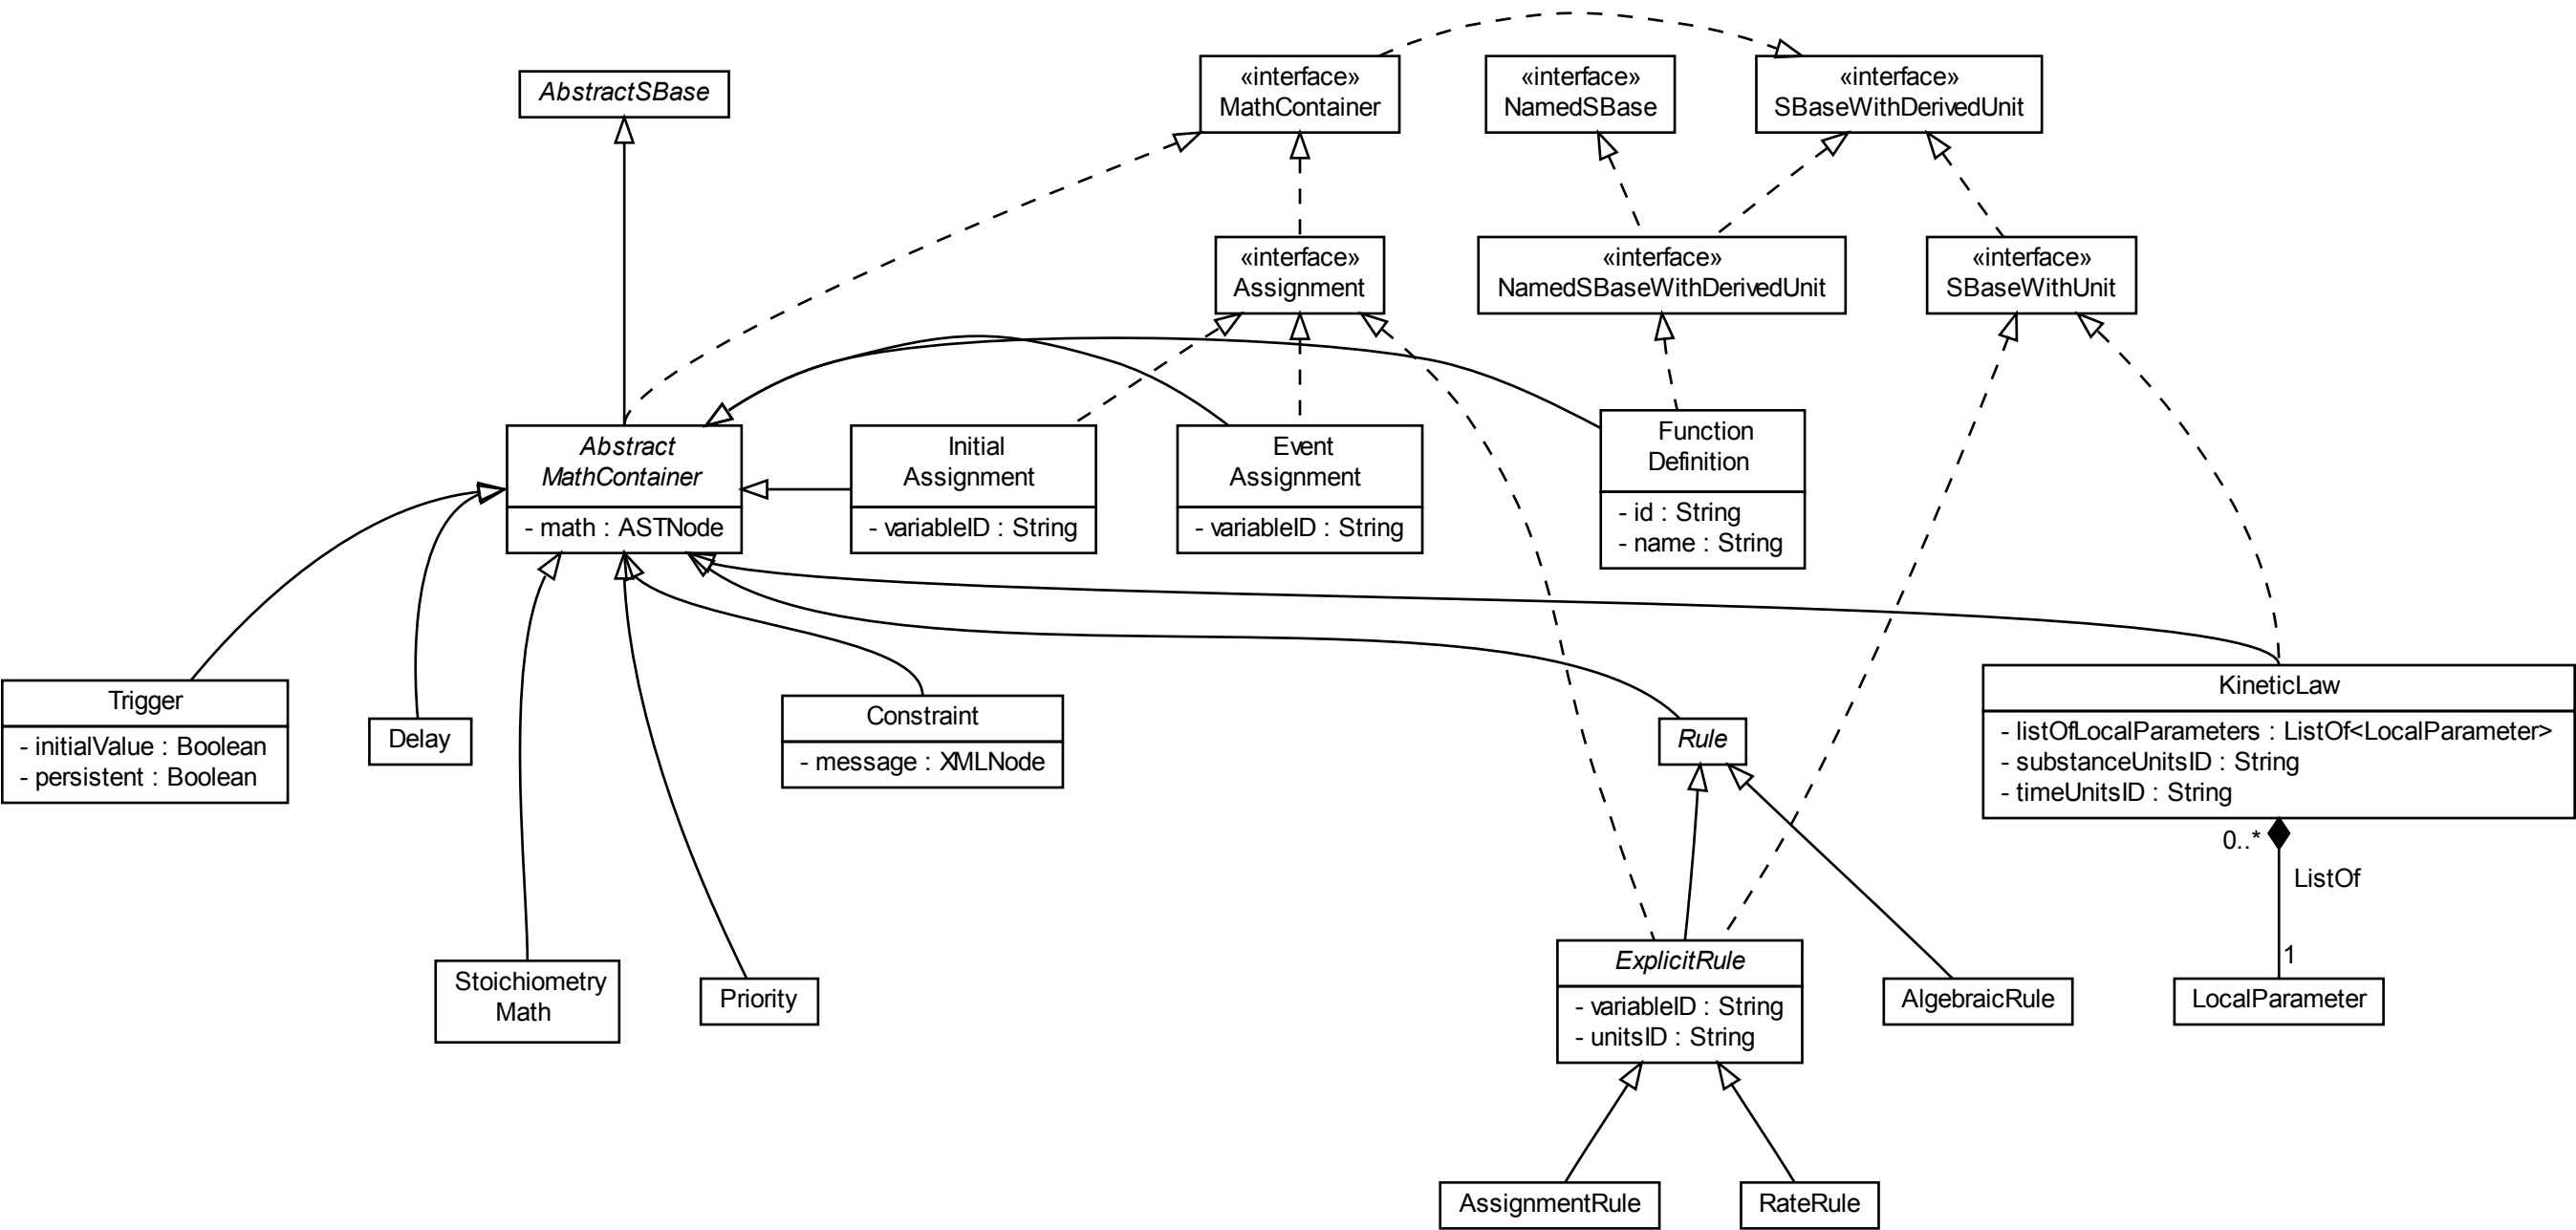 AbstractSBase
«interface»
MathContainer
«interface»
NamedSBase
«interface»
SBaseWithDerivedUnit
«interface»
Assignment
«interface»
NamedSBaseWithDerivedUnit
«interface»
SBaseWithUnit
Abstract
MathContainer
- math : ASTNode
Initial
Assignment
- variableID : String
Event
Assignment
- variableID : String
Function
Definition
- id : String
- name : String
Trigger
- initialValue : Boolean
- persistent : Boolean
Delay
Constraint
- message : XMLNode
Rule
KineticLaw
- listOfLocalParameters : ListOf<LocalParameter>
- substanceUnitsID : String
- timeUnitsID : String
0..*
ListOf
1
Stoichiometry
Math
Priority
ExplicitRule
- variableID : String
- unitsID : String
AlgebraicRule
LocalParameter
AssignmentRule
RateRule